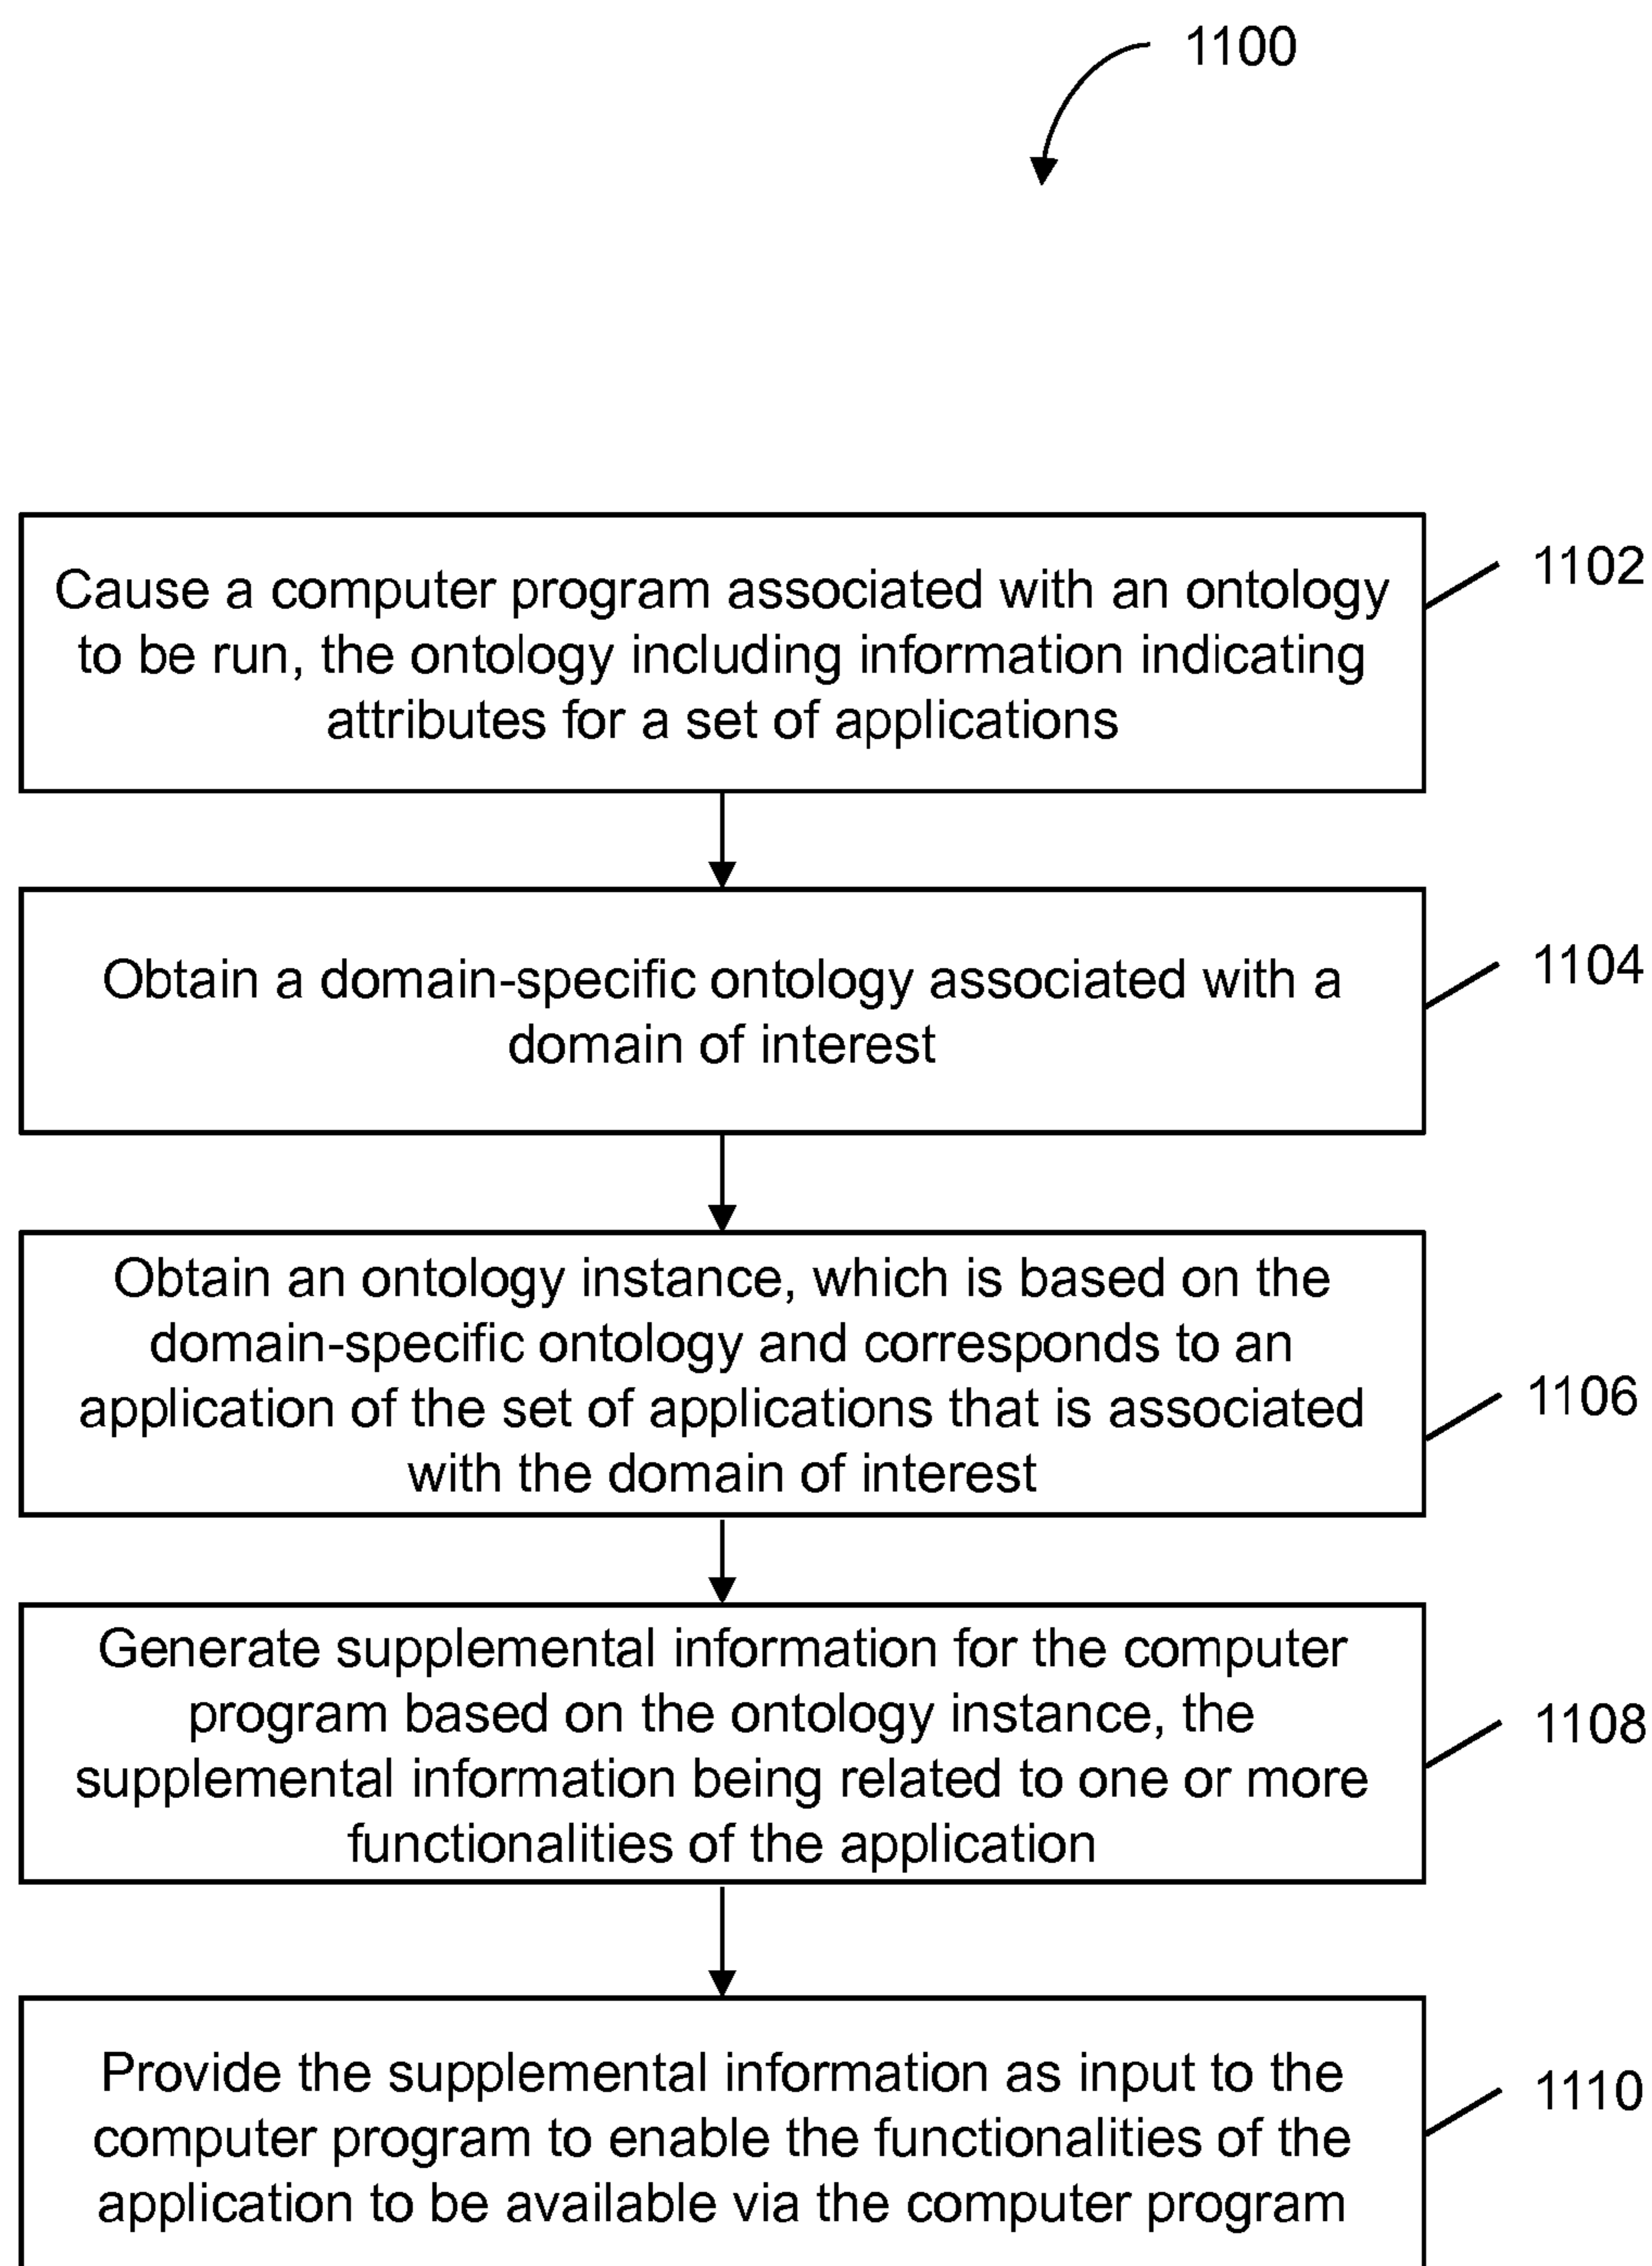 1100
Cause a computer program associated with an ontology
to be run, the ontology including information indicating
attributes for a set of applications
1102
Obtain a domain-specific ontology associated with a
domain of interest
1104
Obtain an ontology instance, which is based on the
domain-specific ontology and corresponds to an
application of the set of applications that is associated
with the domain of interest
1106
Generate supplemental information for the computer
program based on the ontology instance, the
supplemental information being related to one or more
functionalities of the application
1108
Provide the supplemental information as input to the
computer program to enable the functionalities of the
application to be available via the computer program
1110